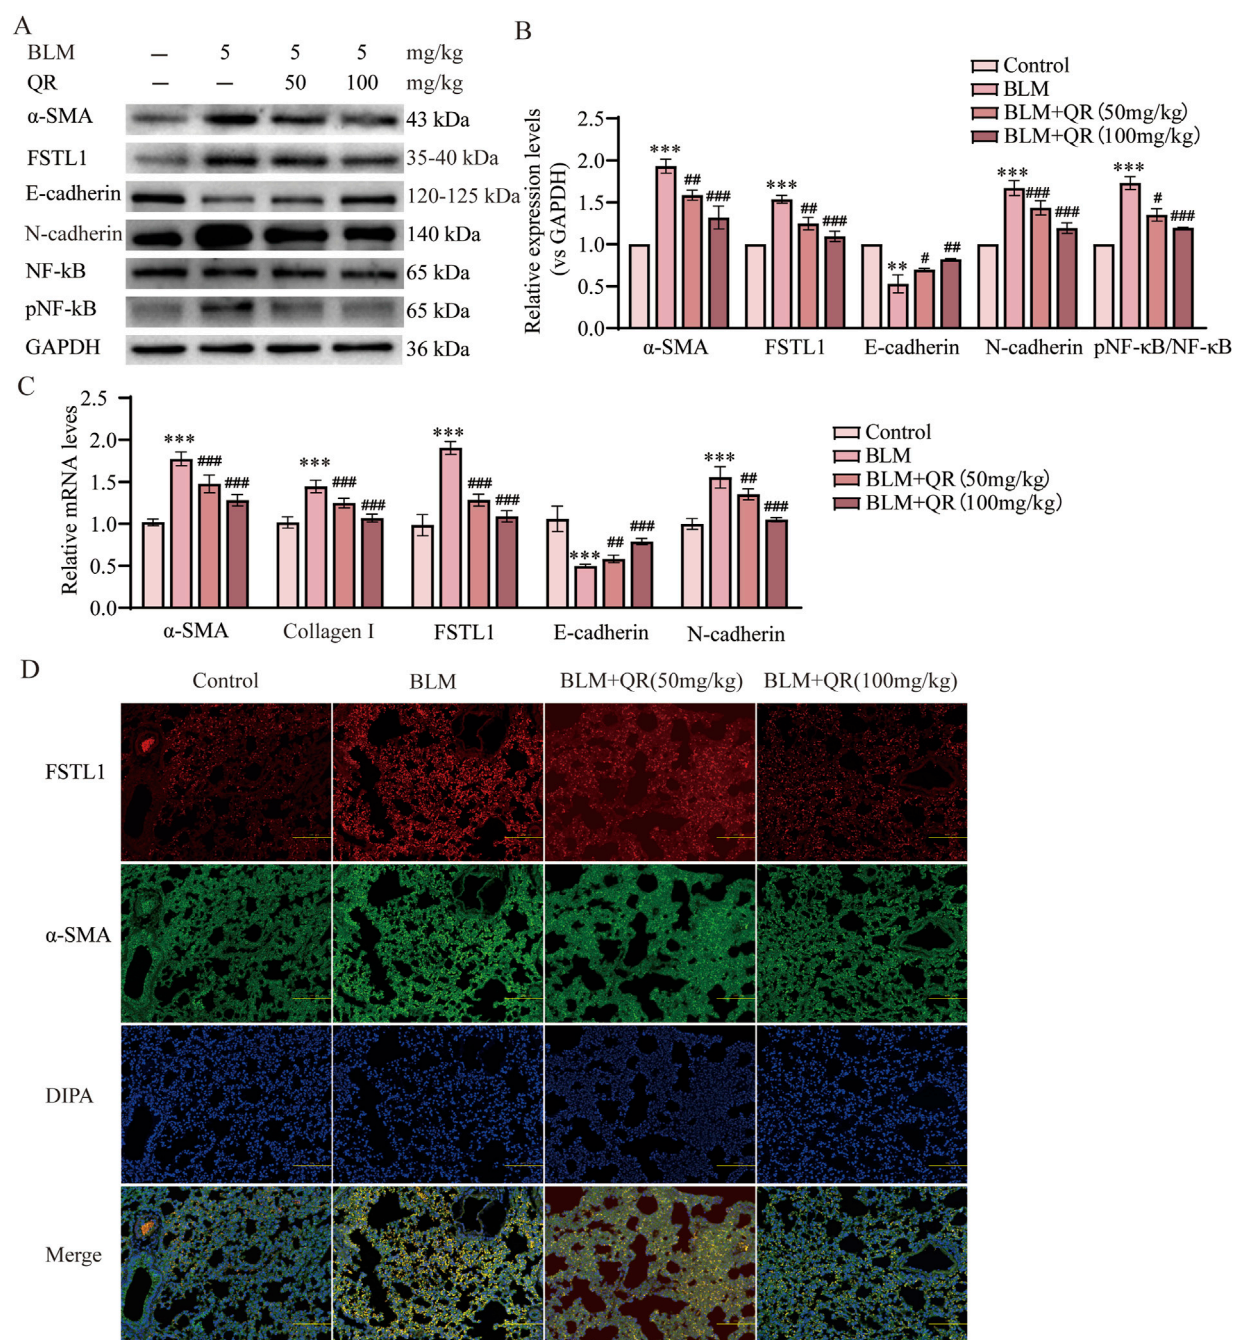 A
BLM — 5 5 5 mg/kg
QR — — 50 100 mg/kg
α-SMA 43 kDa
FSTL1 35-40 kDa
E-cadherin 120-125 kDa
N-cadherin 140 kDa
NF-kB 65 kDa
pNF-kB 65 kDa
GAPDH 36 kDa
B
Control
BLM
BLM+QR (50mg/kg)
BLM+QR (100mg/kg)
Relative expression levels
(vs GAPDH)
2.5
2.0
1.5
1.0
0.5
0.0
*** ## ###
*** ## ###
** # ##
*** ### ###
*** # ###
α-SMA FSTL1 E-cadherin N-cadherin pNF-κB/NF-κB
C
Relative mRNA leves
2.5
2.0
1.5
1.0
0.5
0.0
*** ### ###
*** ### ###
*** ### ###
*** ## ###
*** ## ###
α-SMA Collagen I FSTL1 E-cadherin N-cadherin
Control
BLM
BLM+QR (50mg/kg)
BLM+QR (100mg/kg)
D
Control BLM BLM+QR(50mg/kg) BLM+QR(100mg/kg)
FSTL1
α-SMA
DIPA
Merge